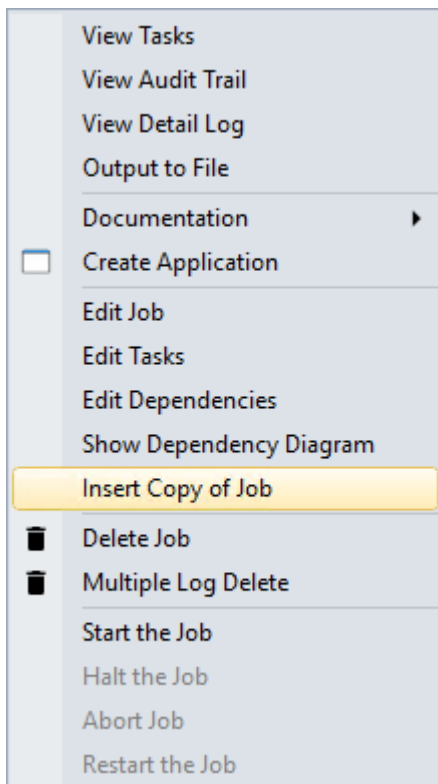 View Tasks
View Audit Trail
View Detail Log
Output to File
Documentation
Create Application
Edit Job
Edit Tasks
Edit Dependencies
Show Dependency Diagram
Insert Copy of Job
Delete Job
Multiple Log Delete
Start the Job
Halt the Job
Abort Job
Restart the Job